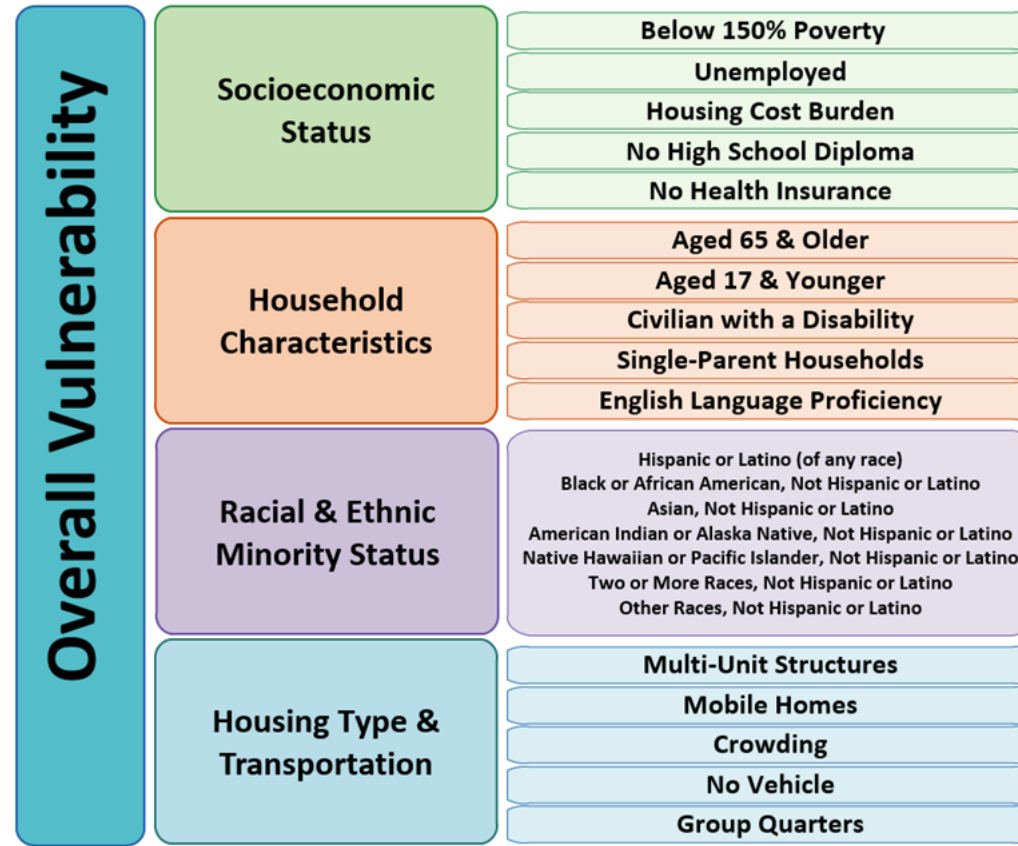 Overall Vulnerability
Socioeconomic
Status
Below 150% Poverty
Unemployed
Housing Cost Burden
No High School Diploma
No Health Insurance
Household
Characteristics
Aged 65 & Older
Aged 17 & Younger
Civilian with a Disability
Single-Parent Households
English Language Proficiency
Racial & Ethnic
Minority Status
Hispanic or Latino (of any race)
Black or African American, Not Hispanic or Latino
Asian, Not Hispanic or Latino
American Indian or Alaska Native, Not Hispanic or Latino
Native Hawaiian or Pacific Islander, Not Hispanic or Latino
Two or More Races, Not Hispanic or Latino
Other Races, Not Hispanic or Latino
Housing Type &
Transportation
Multi-Unit Structures
Mobile Homes
Crowding
No Vehicle
Group Quarters